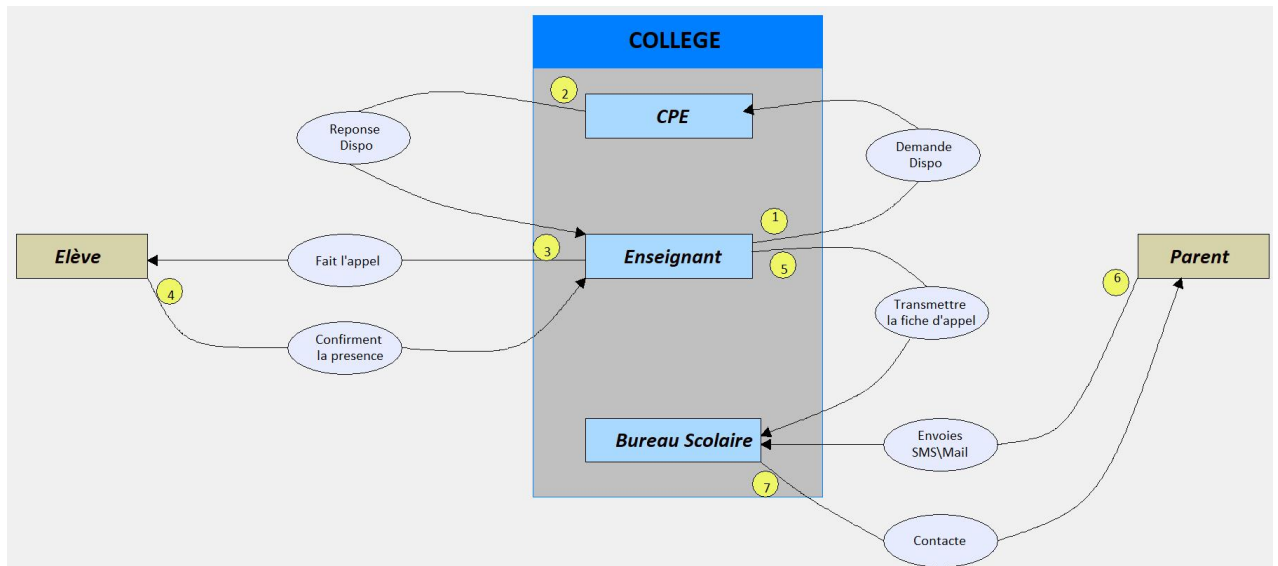 COLLEGE
2
CPE
Reponse
Dispo
Demande
Dispo
1
Elève
Fait l'appel
3
Enseignant
5
Parent
4
6
Transmettre
la fiche d'appel
Confirment
la presence
Bureau Scolaire
Envoies
SMS\Mail
7
Contacte